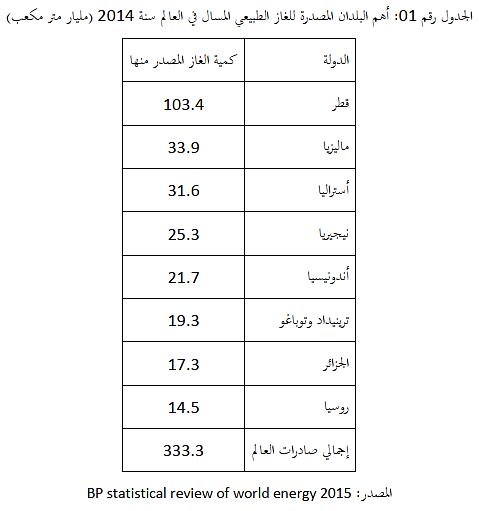 الجدول رقم 01: أهم البلدان المصدرة للغاز الطبيعي المسال في العالم سنة 2014 (مليار متر مكعب)
الدولة كمية الغاز المصدر منها
قطر 103.4
ماليزيا 33.9
أستراليا 31.6
نيجيريا 25.3
أندونيسيا 21.7
ترينيداد وتوباغو 19.3
الجزائر 17.3
روسيا 14.5
إجمالي صادرات العالم 333.3
المصدر: BP statistical review of world energy 2015